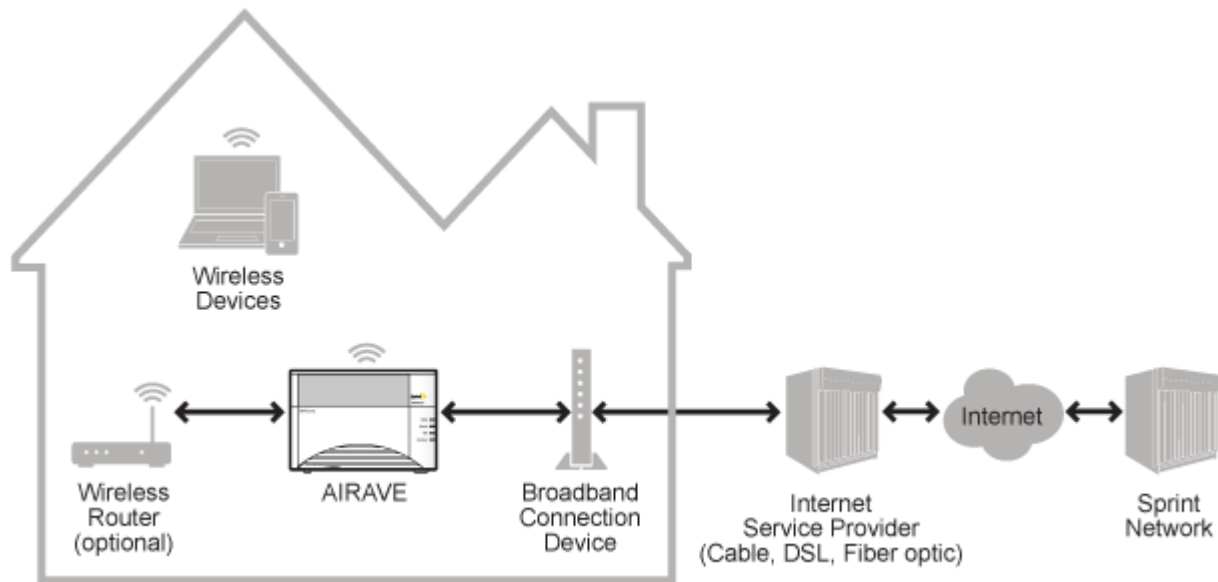 Wireless
Devices
Wireless
Router
(optional)
AIRAVE
Broadband
Connection
Device
Internet
Service Provider
(Cable, DSL, Fiber optic)
Internet
Sprint
Network